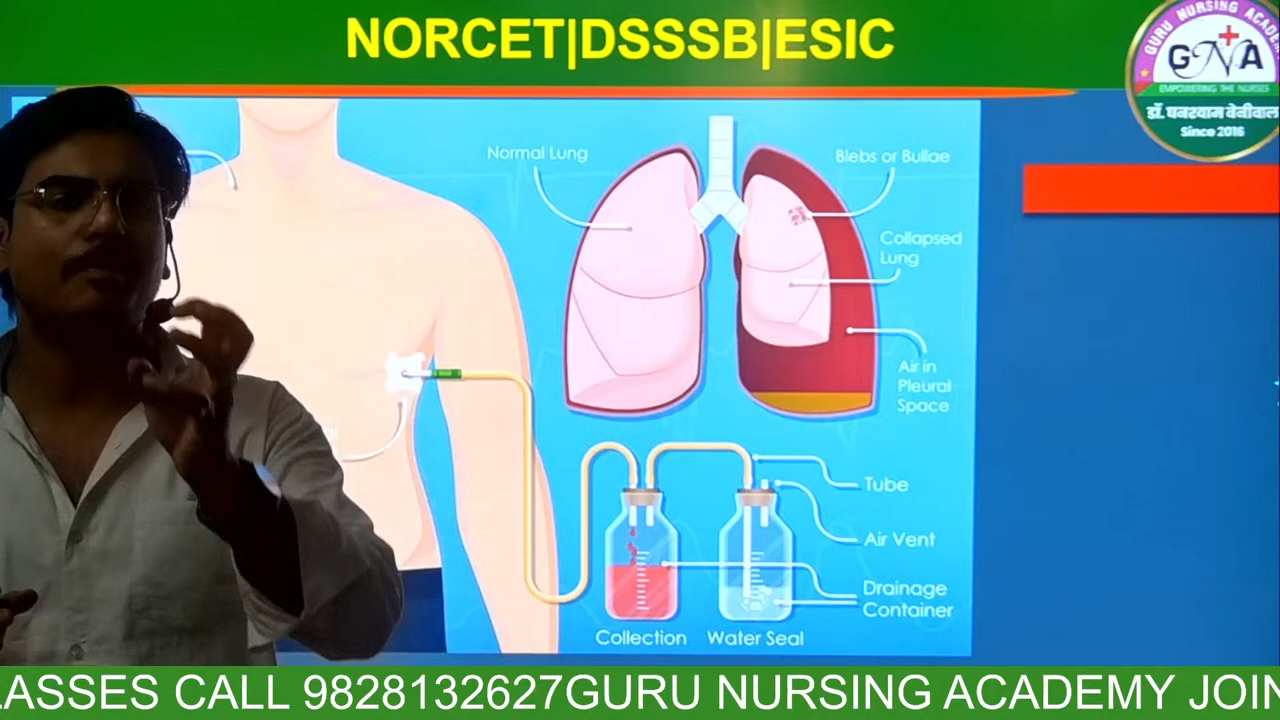 NORCET|DSSSB|ESIC
GURU NURSING ACADE
GNA
EMPOWERING THE NURSES
डॉ. घनश्याम बेनीवाल
Since 2016
Normal Lung
Blebs or Bullae
Collapsed
Lung
Air in
Pleural
Space
Tube
Air Vent
Drainage
Container
Collection
Water Seal
LASSES CALL 9828132627GURU NURSING ACADEMY JOIN